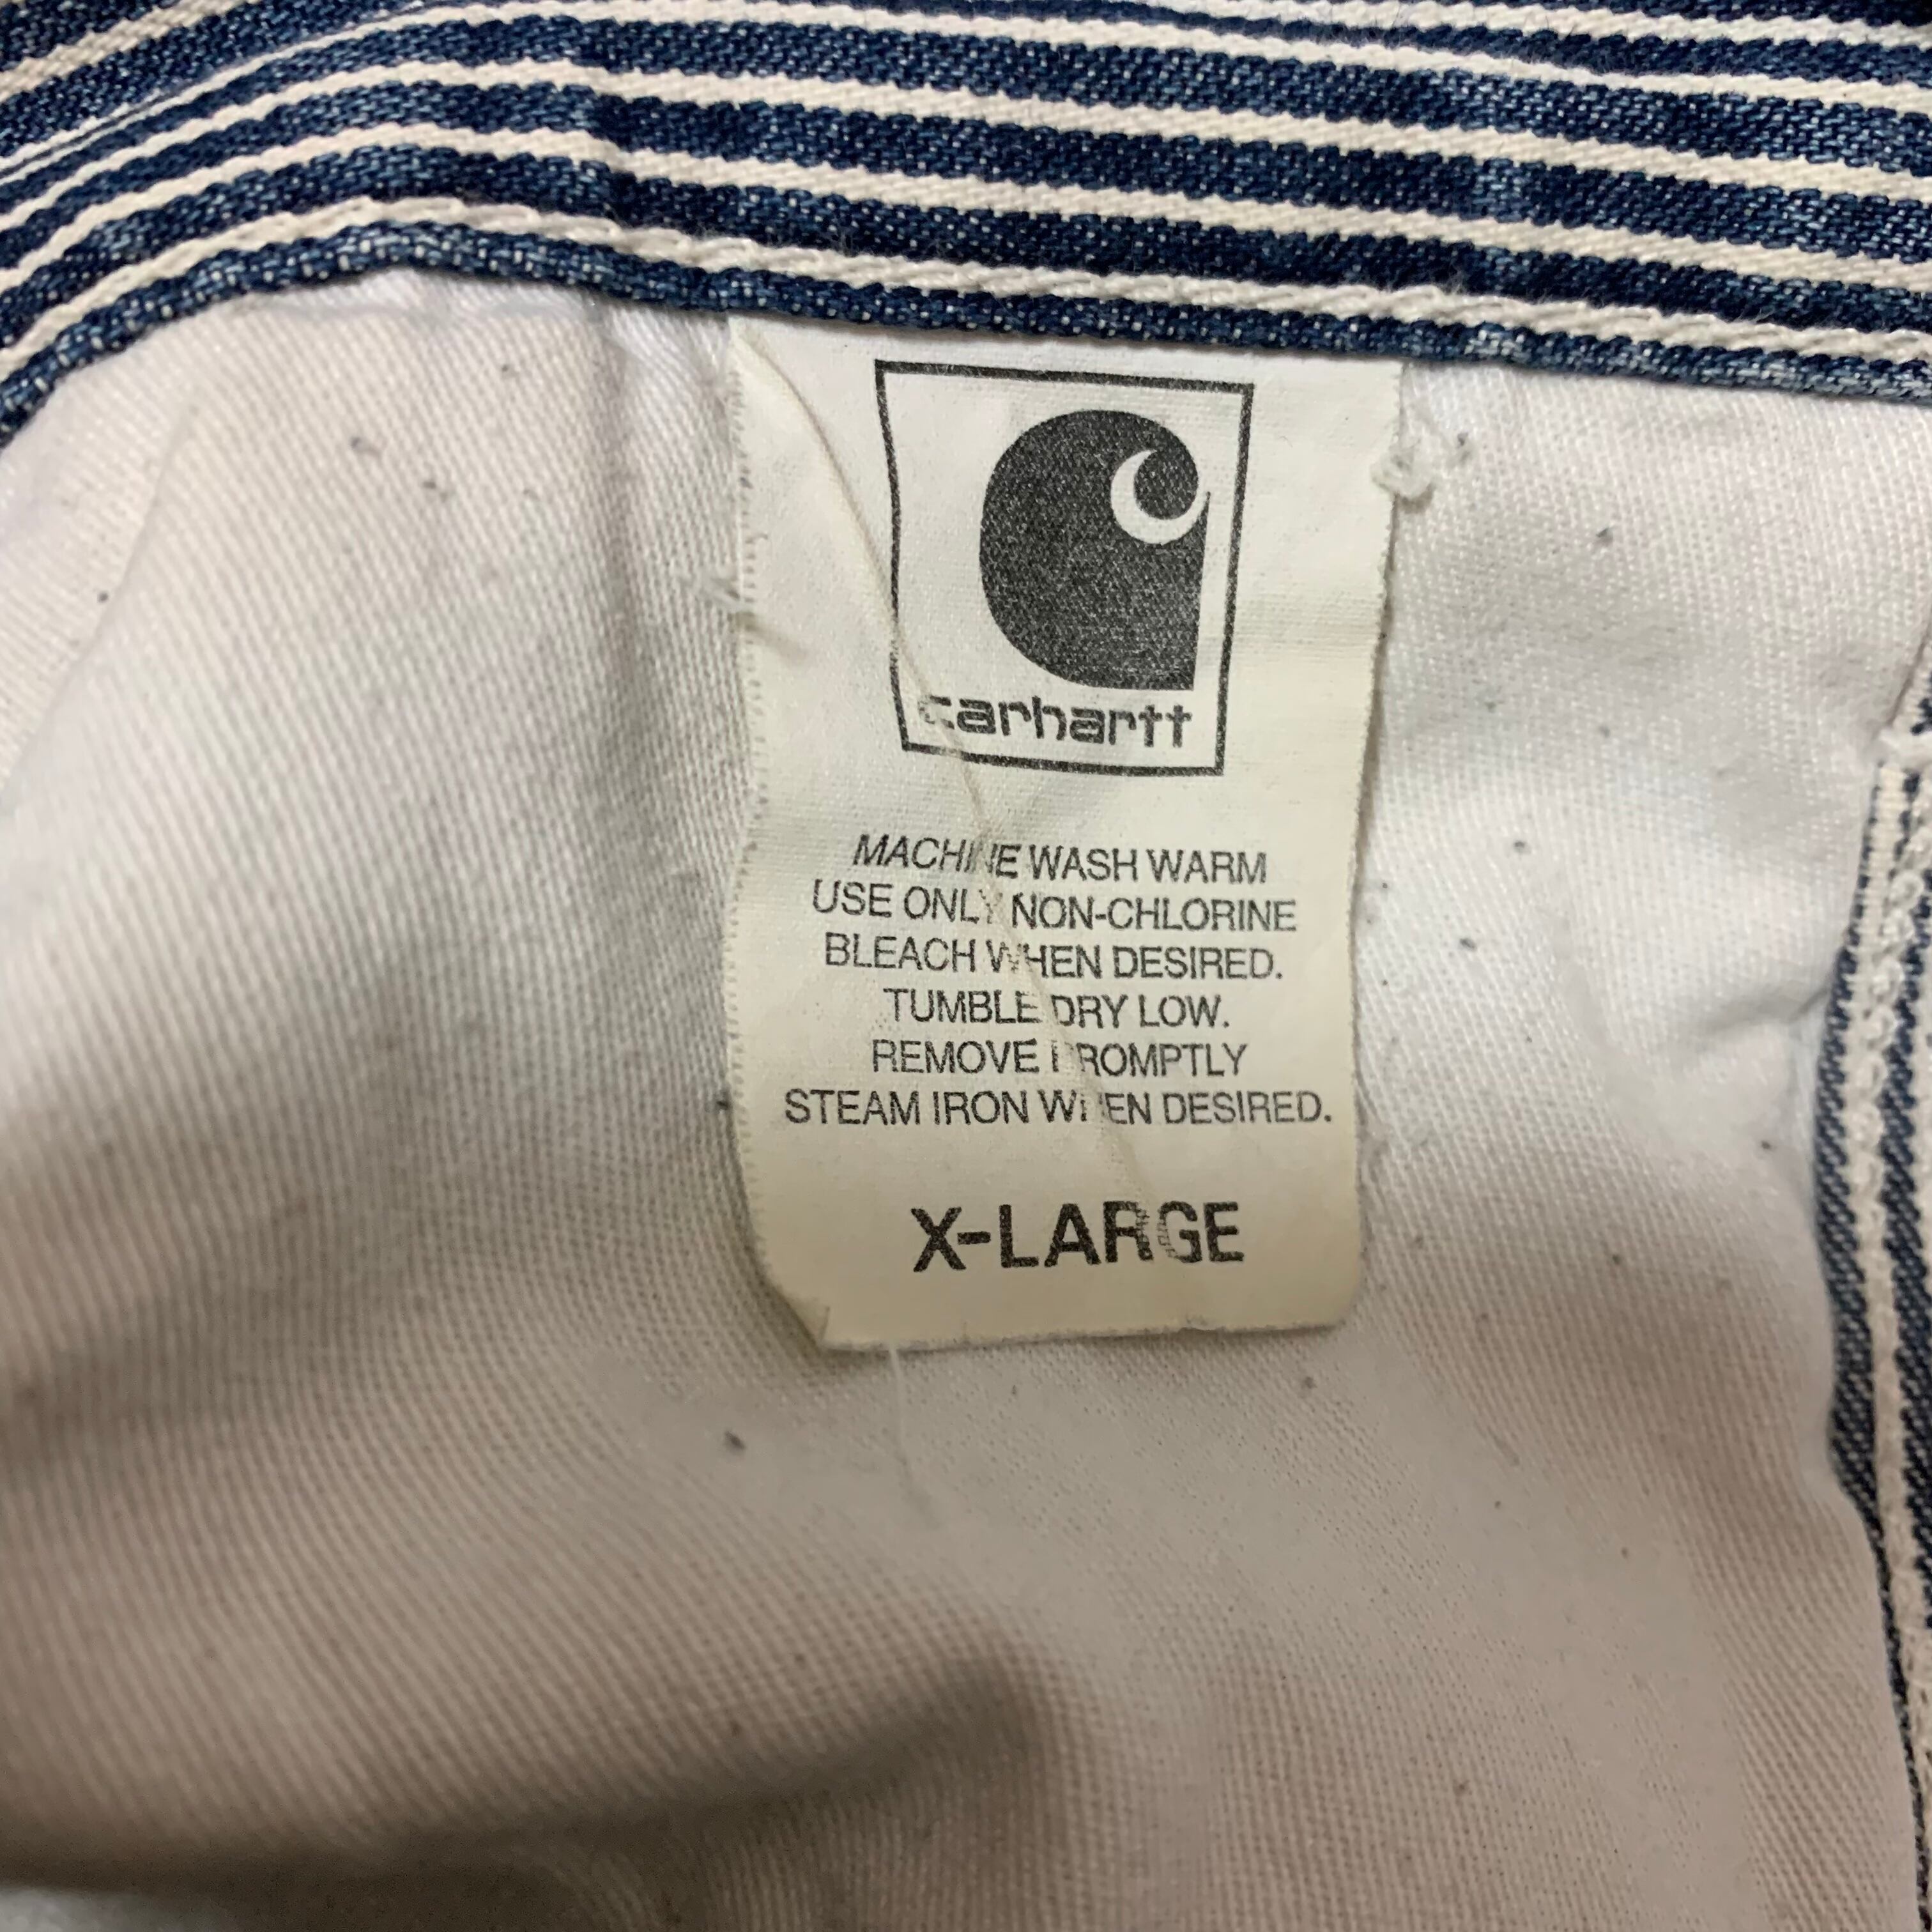 carhartt
MACHINE WASH WARM
USE ONLY NON-CHLORINE
BLEACH WHEN DESIRED.
TUMBLE DRY LOW.
REMOVE PROMPTLY
STEAM IRON WHEN DESIRED.
X-LARGE